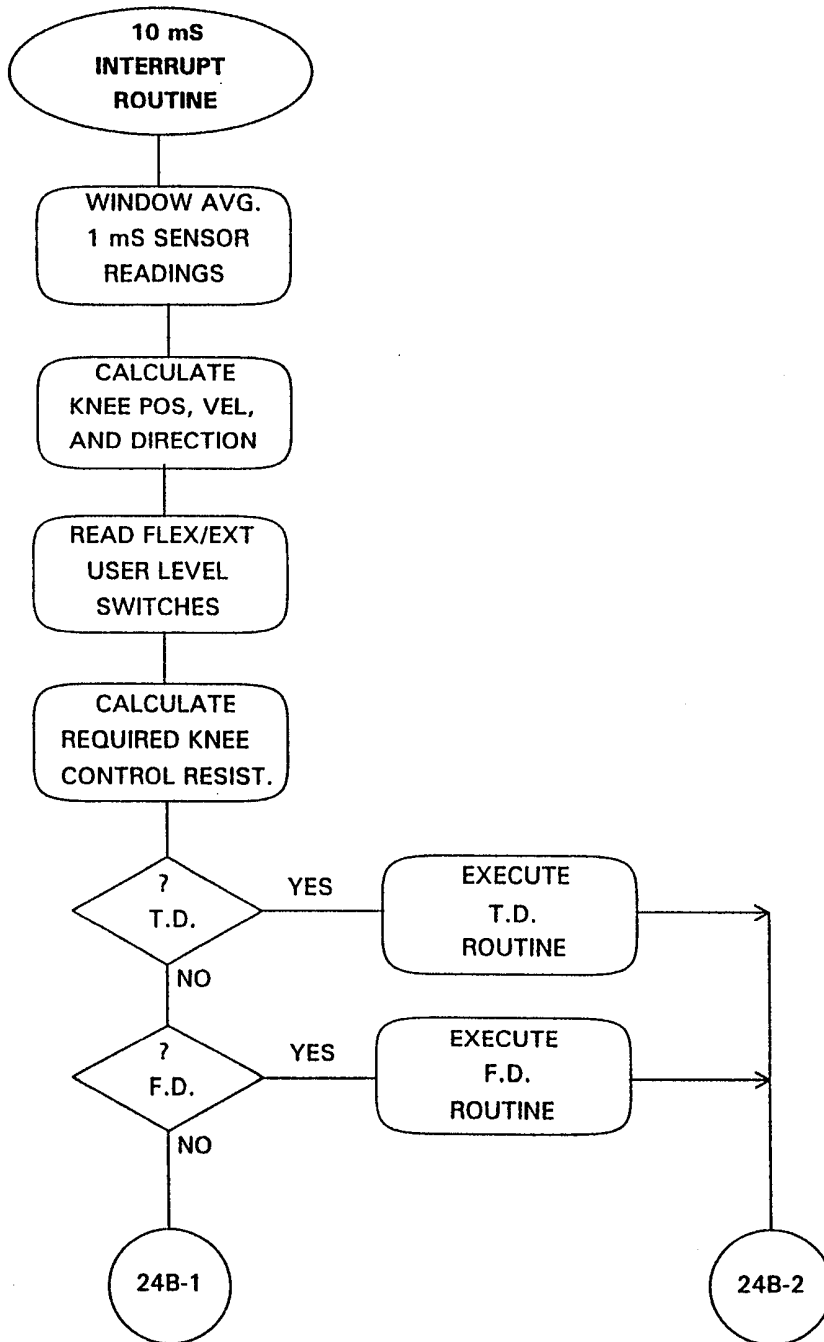 10 mS
INTERRUPT
ROUTINE
WINDOW AVG.
1 mS SENSOR
READINGS
CALCULATE
KNEE POS, VEL,
AND DIRECTION
READ FLEX/EXT
USER LEVEL
SWITCHES
CALCULATE
REQUIRED KNEE
CONTROL RESIST.
?
T.D.
YES
EXECUTE
T.D.
ROUTINE
NO
?
F.D.
YES
EXECUTE
F.D.
ROUTINE
NO
24B-1
24B-2